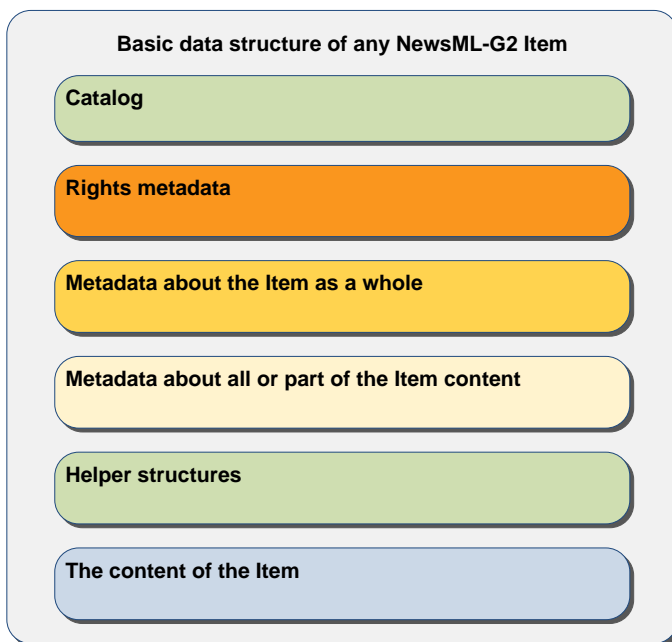 Basic data structure of any NewsML-G2 Item
Catalog
Rights metadata
Metadata about the Item as a whole
Metadata about all or part of the Item content
Helper structures
The content of the Item